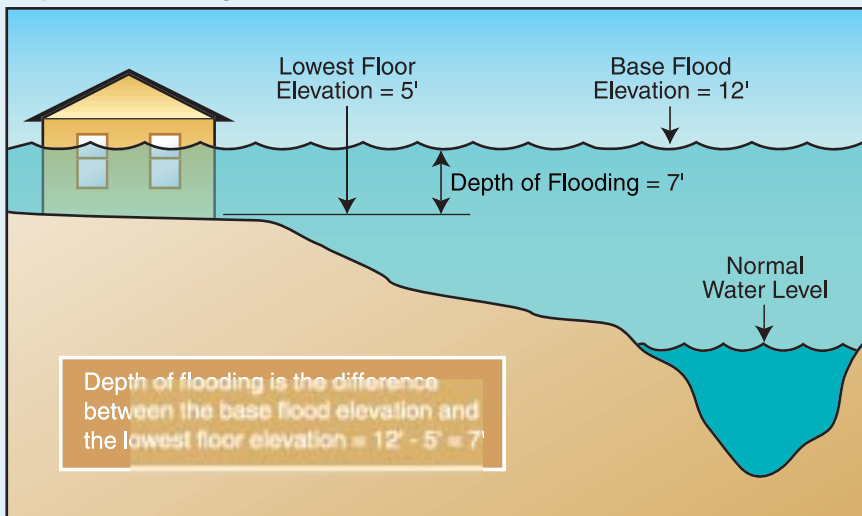 Lowest Floor
Elevation = 5'
Base Flood
Elevation = 12'
Depth of Flooding = 7'
Normal
Water Level
Depth of flooding is the difference
between the base flood elevation and
the lowest floor elevation = 12' - 5' = 7'